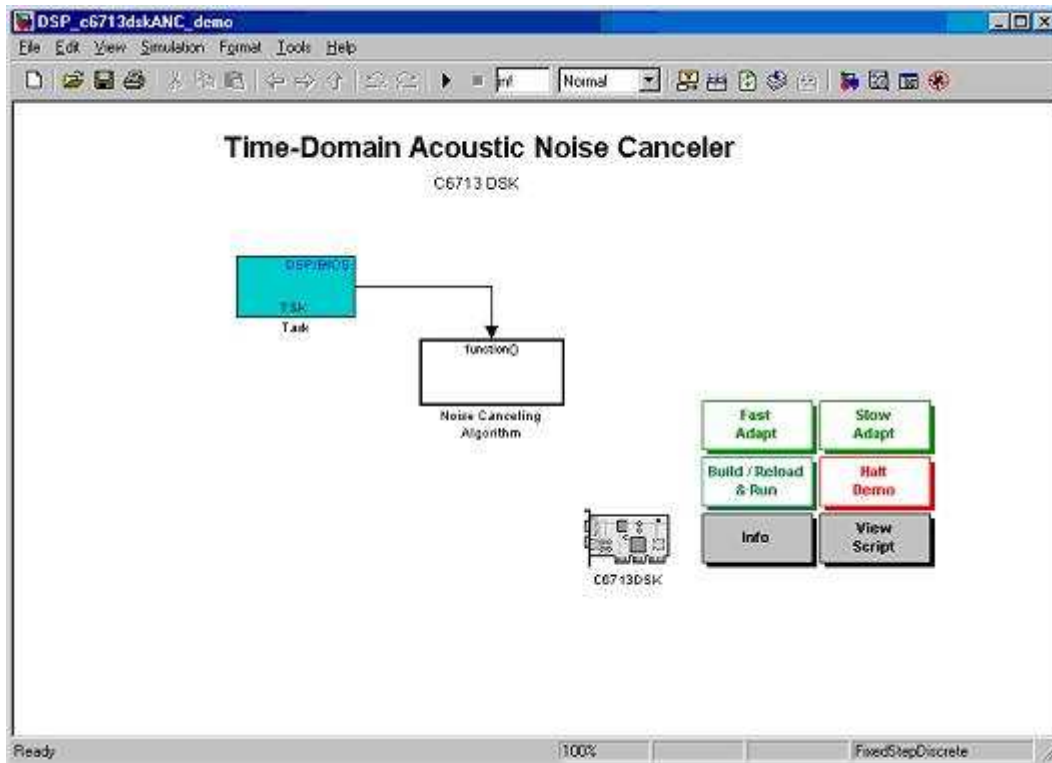 DSP_c6713dskANC_demo
File Edit View Simulation Format Tools Help
inf Normal
Time-Domain Acoustic Noise Canceler
C6713 DSK
DSP/BIOS
TSK
Task
function()
Noise Canceling
Algorithm
Fast
Adapt
Slow
Adapt
Build / Reload
& Run
Halt
Demo
Info
View
Script
C6713DSK
Ready 100% FixedStepDiscrete